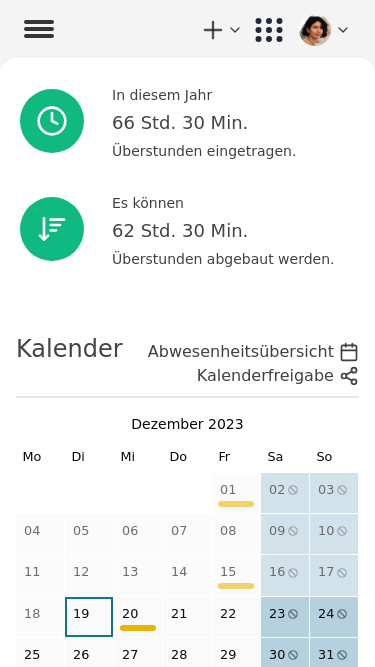 In diesem Jahr
66 Std. 30 Min.
Überstunden eingetragen.
Es können
62 Std. 30 Min.
Überstunden abgebaut werden.
Kalender
Abwesenheitsübersicht
Kalenderfreigabe
Dezember 2023
Mo Di Mi Do Fr Sa So
01 02 03
04 05 06 07 08 09 10
11 12 13 14 15 16 17
18 19 20 21 22 23 24
25 26 27 28 29 30 31